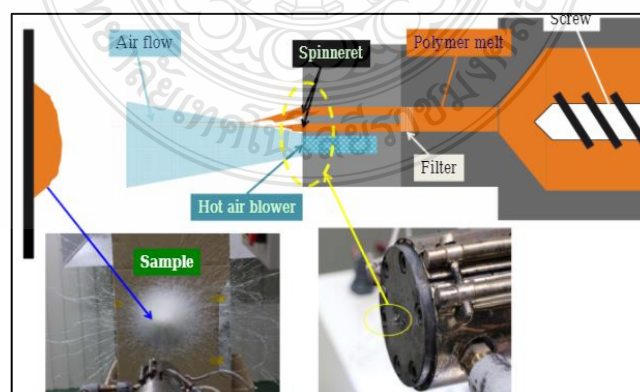 Screw
Air flow
Spinneret
Polymer melt
Filter
Hot air blower
Sample